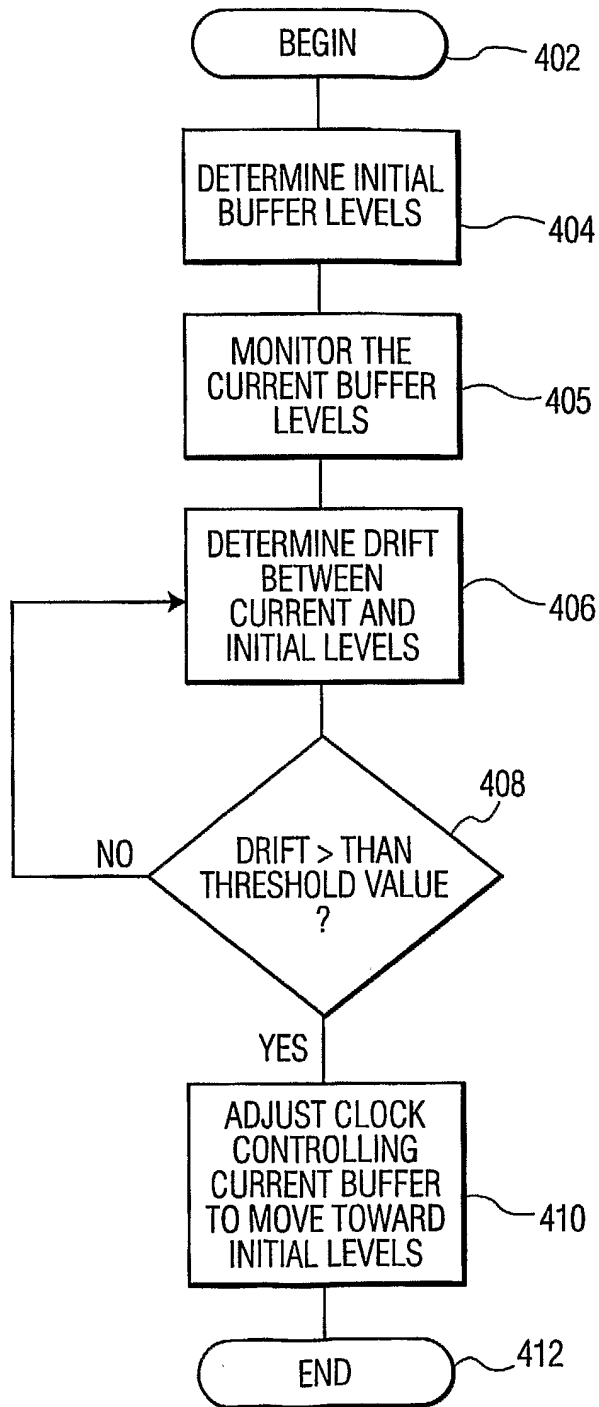 BEGIN
402
DETERMINE INITIAL
BUFFER LEVELS
404
MONITOR THE
CURRENT BUFFER
LEVELS
405
DETERMINE DRIFT
BETWEEN
CURRENT AND
INITIAL LEVELS
406
408
NO
DRIFT > THAN
THRESHOLD VALUE
?
YES
ADJUST CLOCK
CONTROLLING
CURRENT BUFFER
TO MOVE TOWARD
INITIAL LEVELS
410
END
412